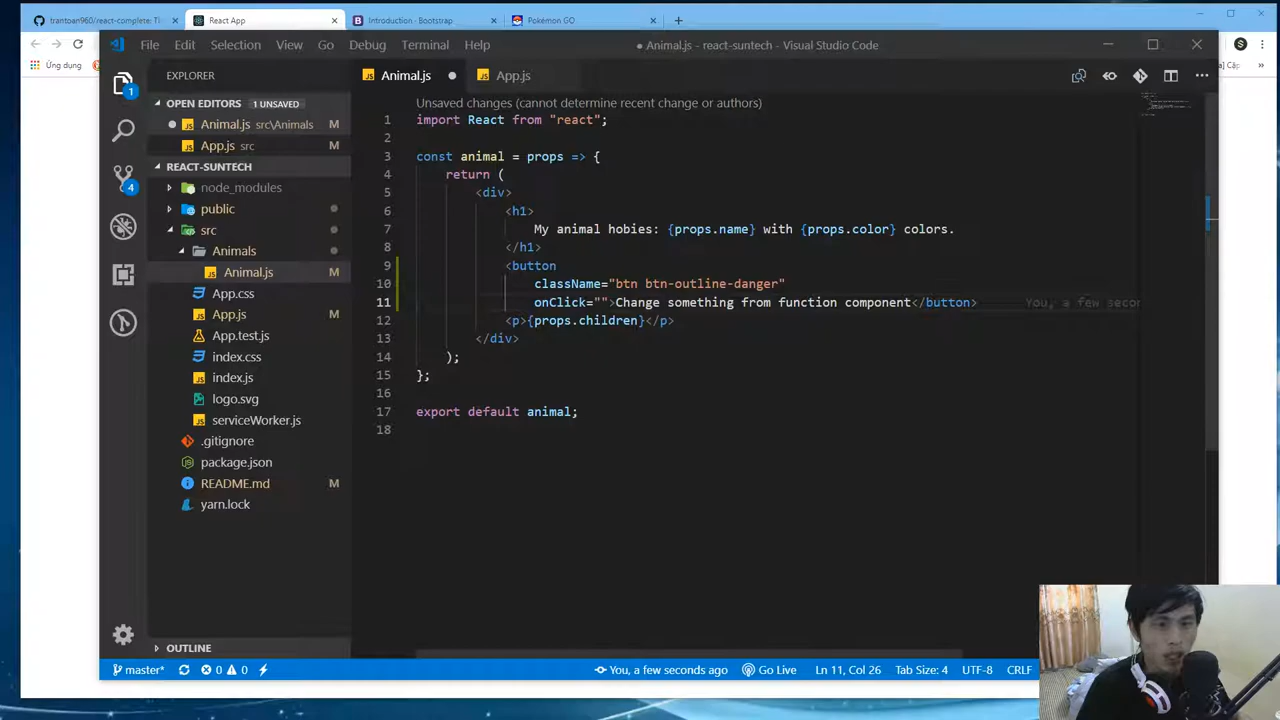 trantoan960/react-complete: Ti
React App
Introduction · Bootstrap
Pokémon GO
Ứng dụng
File Edit Selection View Go Debug Terminal Help
● Animal.js - react-suntech - Visual Studio Code
EXPLORER
OPEN EDITORS 1 UNSAVED
Animal.js src\Animals M
App.js src M
REACT-SUNTECH
node_modules
public
src
Animals
Animal.js M
App.css
App.js M
App.test.js
index.css
index.js
logo.svg
serviceWorker.js
.gitignore
package.json
README.md M
yarn.lock
OUTLINE
1
4
Animal.js
App.js
Unsaved changes (cannot determine recent change or authors)
1 import React from "react";
2
3 const animal = props => {
4 return (
5 <div>
6 <h1>
7 My animal hobies: {props.name} with {props.color} colors.
8 </h1>
9 <button
10 className="btn btn-outline-danger"
11 onClick="">Change something from function component</button> You, a few secon
12 <p>{props.children}</p>
13 </div>
14 );
15 };
16
17 export default animal;
18
master* 0 0 You, a few seconds ago Go Live Ln 11, Col 26 Tab Size: 4 UTF-8 CRLF